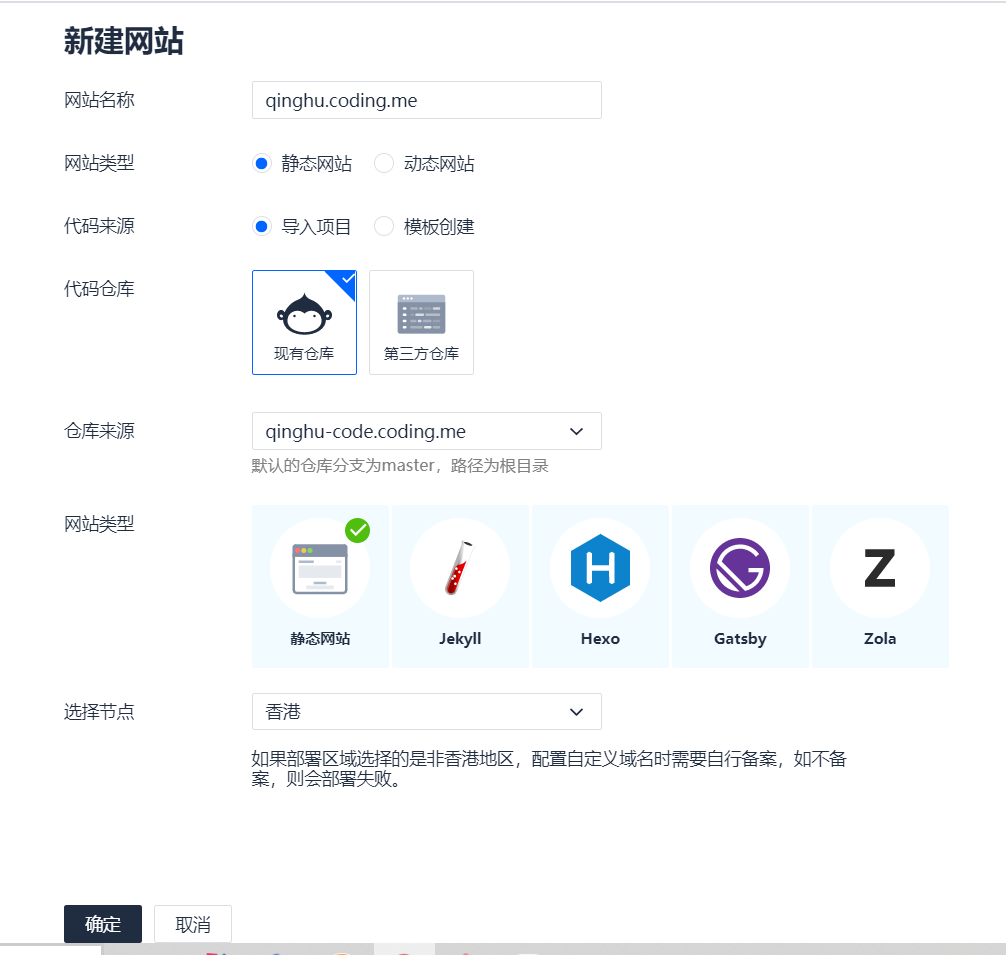 新建网站
网站名称
qinghu.coding.me
网站类型
静态网站 动态网站
代码来源
导入项目 模板创建
代码仓库
现有仓库 第三方仓库
仓库来源
qinghu-code.coding.me
默认的仓库分支为master，路径为根目录
网站类型
静态网站 Jekyll Hexo Gatsby Zola
选择节点
香港
如果部署区域选择的是非香港地区，配置自定义域名时需要自行备案，如不备
案，则会部署失败。
确定 取消